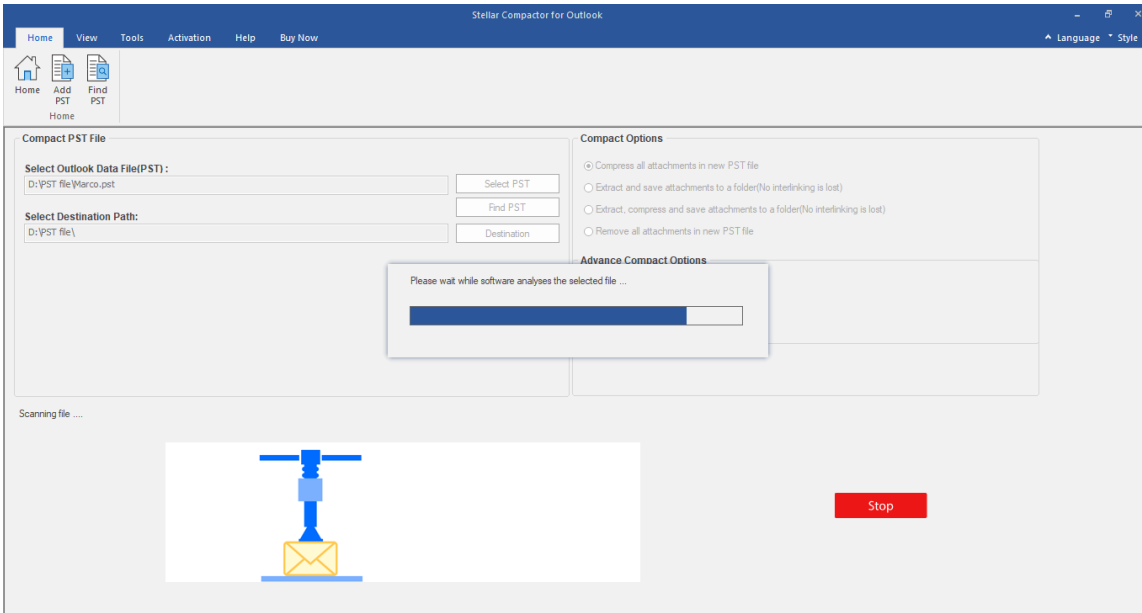 Stellar Compactor for Outlook
Home View Tools Activation Help Buy Now Language Style
Home Add PST Find PST
Home
Compact PST File
Select Outlook Data File(PST) :
D:\PST file\Marco.pst
Select PST
Find PST
Select Destination Path:
D:\PST file\
Destination
Compact Options
Compress all attachments in new PST file
Extract and save attachments to a folder(No interlinking is lost)
Extract, compress and save attachments to a folder(No interlinking is lost)
Remove all attachments in new PST file
Advance Compact Options
Please wait while software analyses the selected file ...
Scanning file ....
Stop